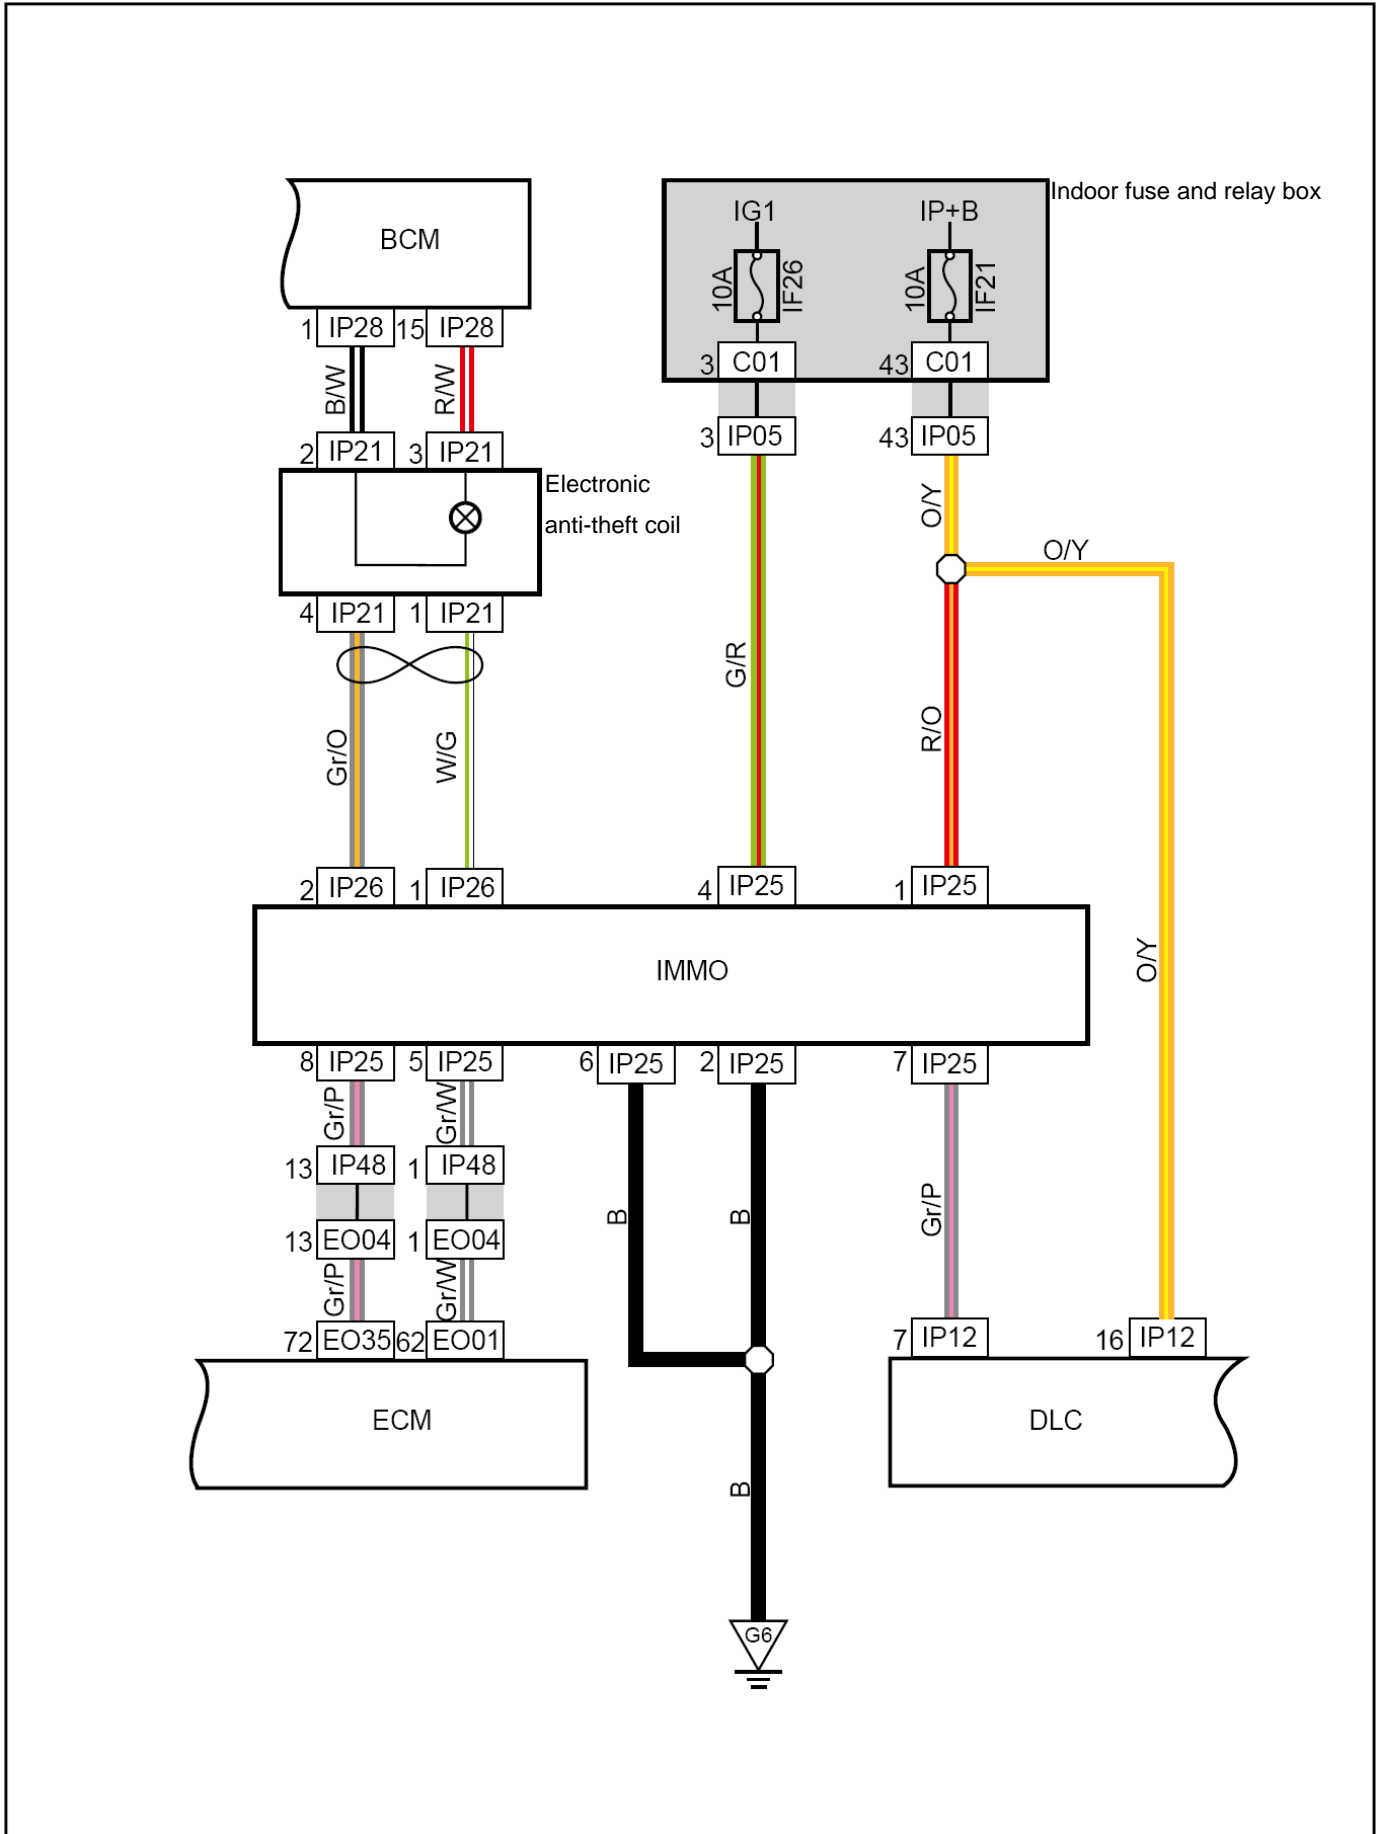 Indoor fuse and relay box
IG1 IP+B
BCM
10A IF26 10A IF21
1 IP28 15 IP28
3 C01 43 C01
B/W R/W
3 IP05 43 IP05
2 IP21 3 IP21
Electronic
anti-theft coil
O/Y
O/Y
4 IP21 1 IP21
G/R
R/O
Gr/O W/G
2 IP26 1 IP26 4 IP25 1 IP25
IMMO
O/Y
8 IP25 5 IP25 6 IP25 2 IP25 7 IP25
Gr/P Gr/W
13 IP48 1 IP48
B B Gr/P
13 EO04 1 EO04
Gr/P Gr/W
72 EO35 62 EO01 7 IP12 16 IP12
ECM DLC
B
G6